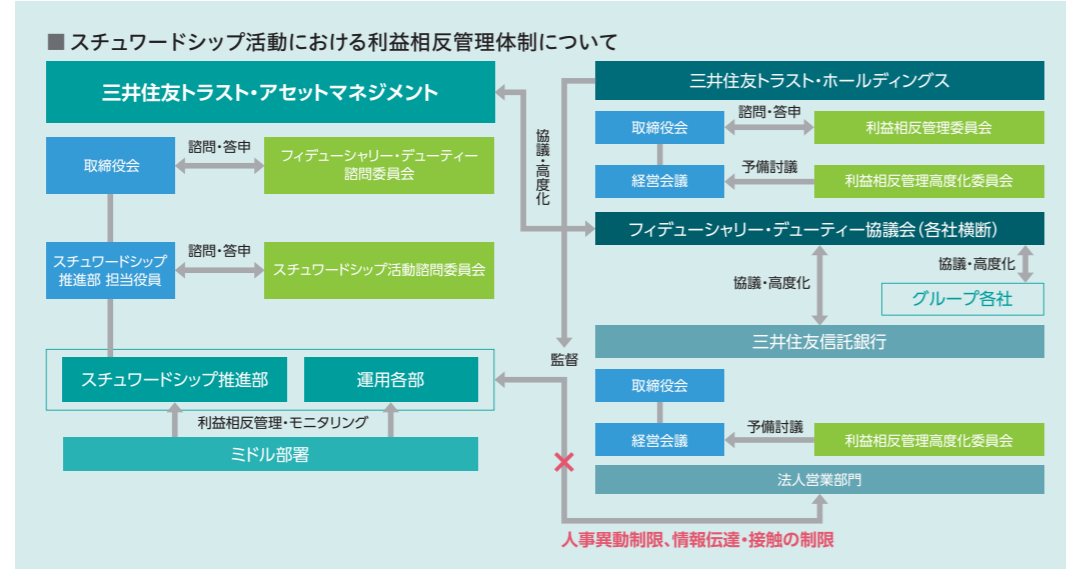 ■ スチュワードシップ活動における利益相反管理体制について
三井住友トラスト・アセットマネジメント
取締役会
諮問・答申
フィデューシャリー・デューティー
諮問委員会
スチュワードシップ
推進部 担当役員
諮問・答申
スチュワードシップ活動諮問委員会
スチュワードシップ推進部
運用各部
利益相反管理・モニタリング
ミドル部署
協議・高度化
監督
三井住友トラスト・ホールディングス
取締役会
諮問・答申
利益相反管理委員会
経営会議
予備討議
利益相反管理高度化委員会
フィデューシャリー・デューティー協議会(各社横断)
協議・高度化
協議・高度化
グループ各社
三井住友信託銀行
取締役会
経営会議
予備討議
利益相反管理高度化委員会
法人営業部門
人事異動制限、情報伝達・接触の制限